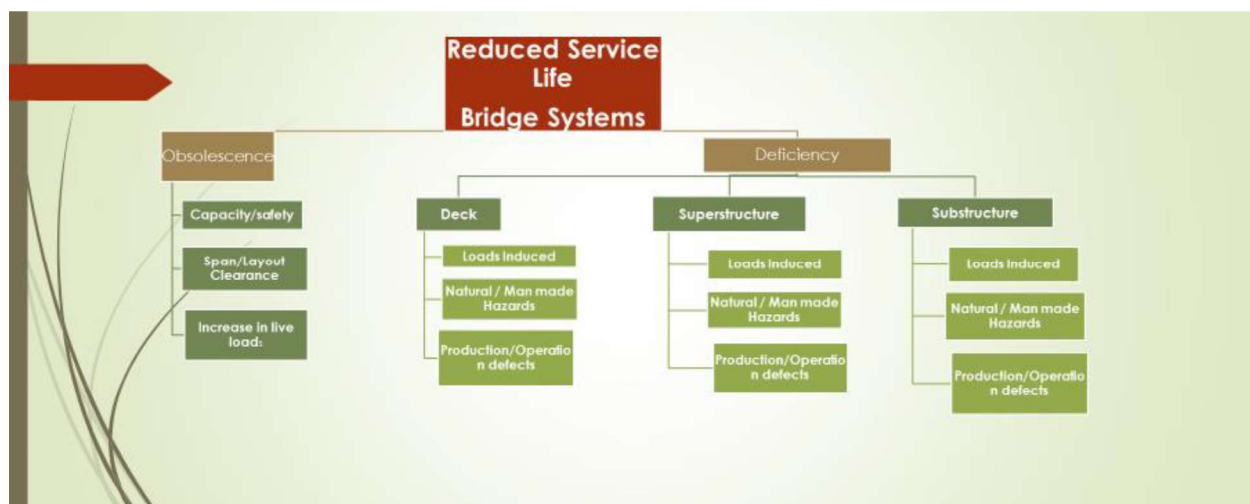 Reduced Service
Life
Bridge Systems
Obsolescence
Capacity/safety
Span/Layout
Clearance
Increase in live
loads
Deficiency
Deck
Loads Induced
Natural / Man made
Hazards
Production/Operatio
n defects
Superstructure
Loads Induced
Natural / Man made
Hazards
Production/Operatio
n defects
Substructure
Loads Induced
Natural / Man made
Hazards
Production/Operatio
n defects